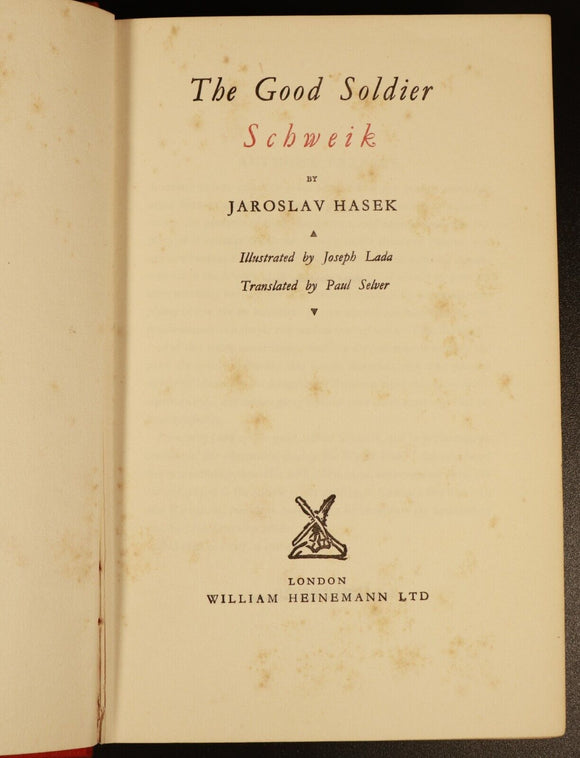 The Good Soldier
Schweik
BY
JAROSLAV HASEK
Illustrated by Joseph Lada
Translated by Paul Selver
LONDON
WILLIAM HEINEMANN LTD